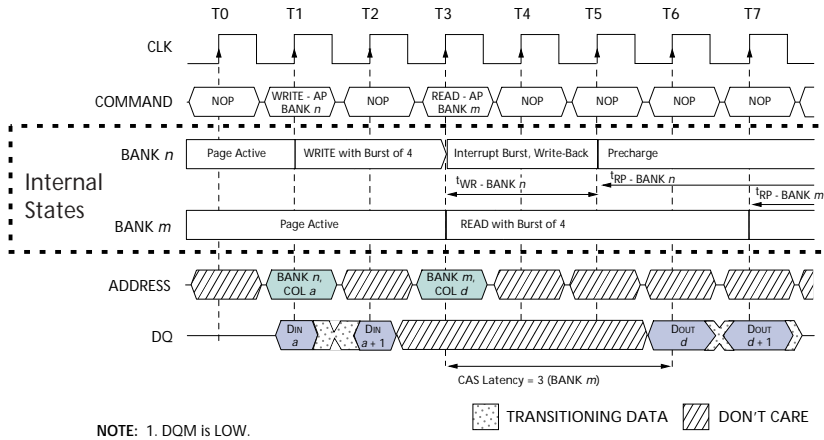 T0 T1 T2 T3 T4 T5 T6 T7
CLK
COMMAND NOP WRITE - AP BANK n NOP READ - AP BANK m NOP NOP NOP NOP
Internal States
BANK n Page Active WRITE with Burst of 4 Interrupt Burst, Write-Back Precharge
tWR - BANK n tRP - BANK n
tRP - BANK m
BANK m Page Active READ with Burst of 4
ADDRESS BANK n, COL a BANK m, COL d
DQ DIN a DIN a + 1 DOUT d DOUT d + 1
CAS Latency = 3 (BANK m)
TRANSITIONING DATA DON'T CARE
NOTE: 1. DQM is LOW.